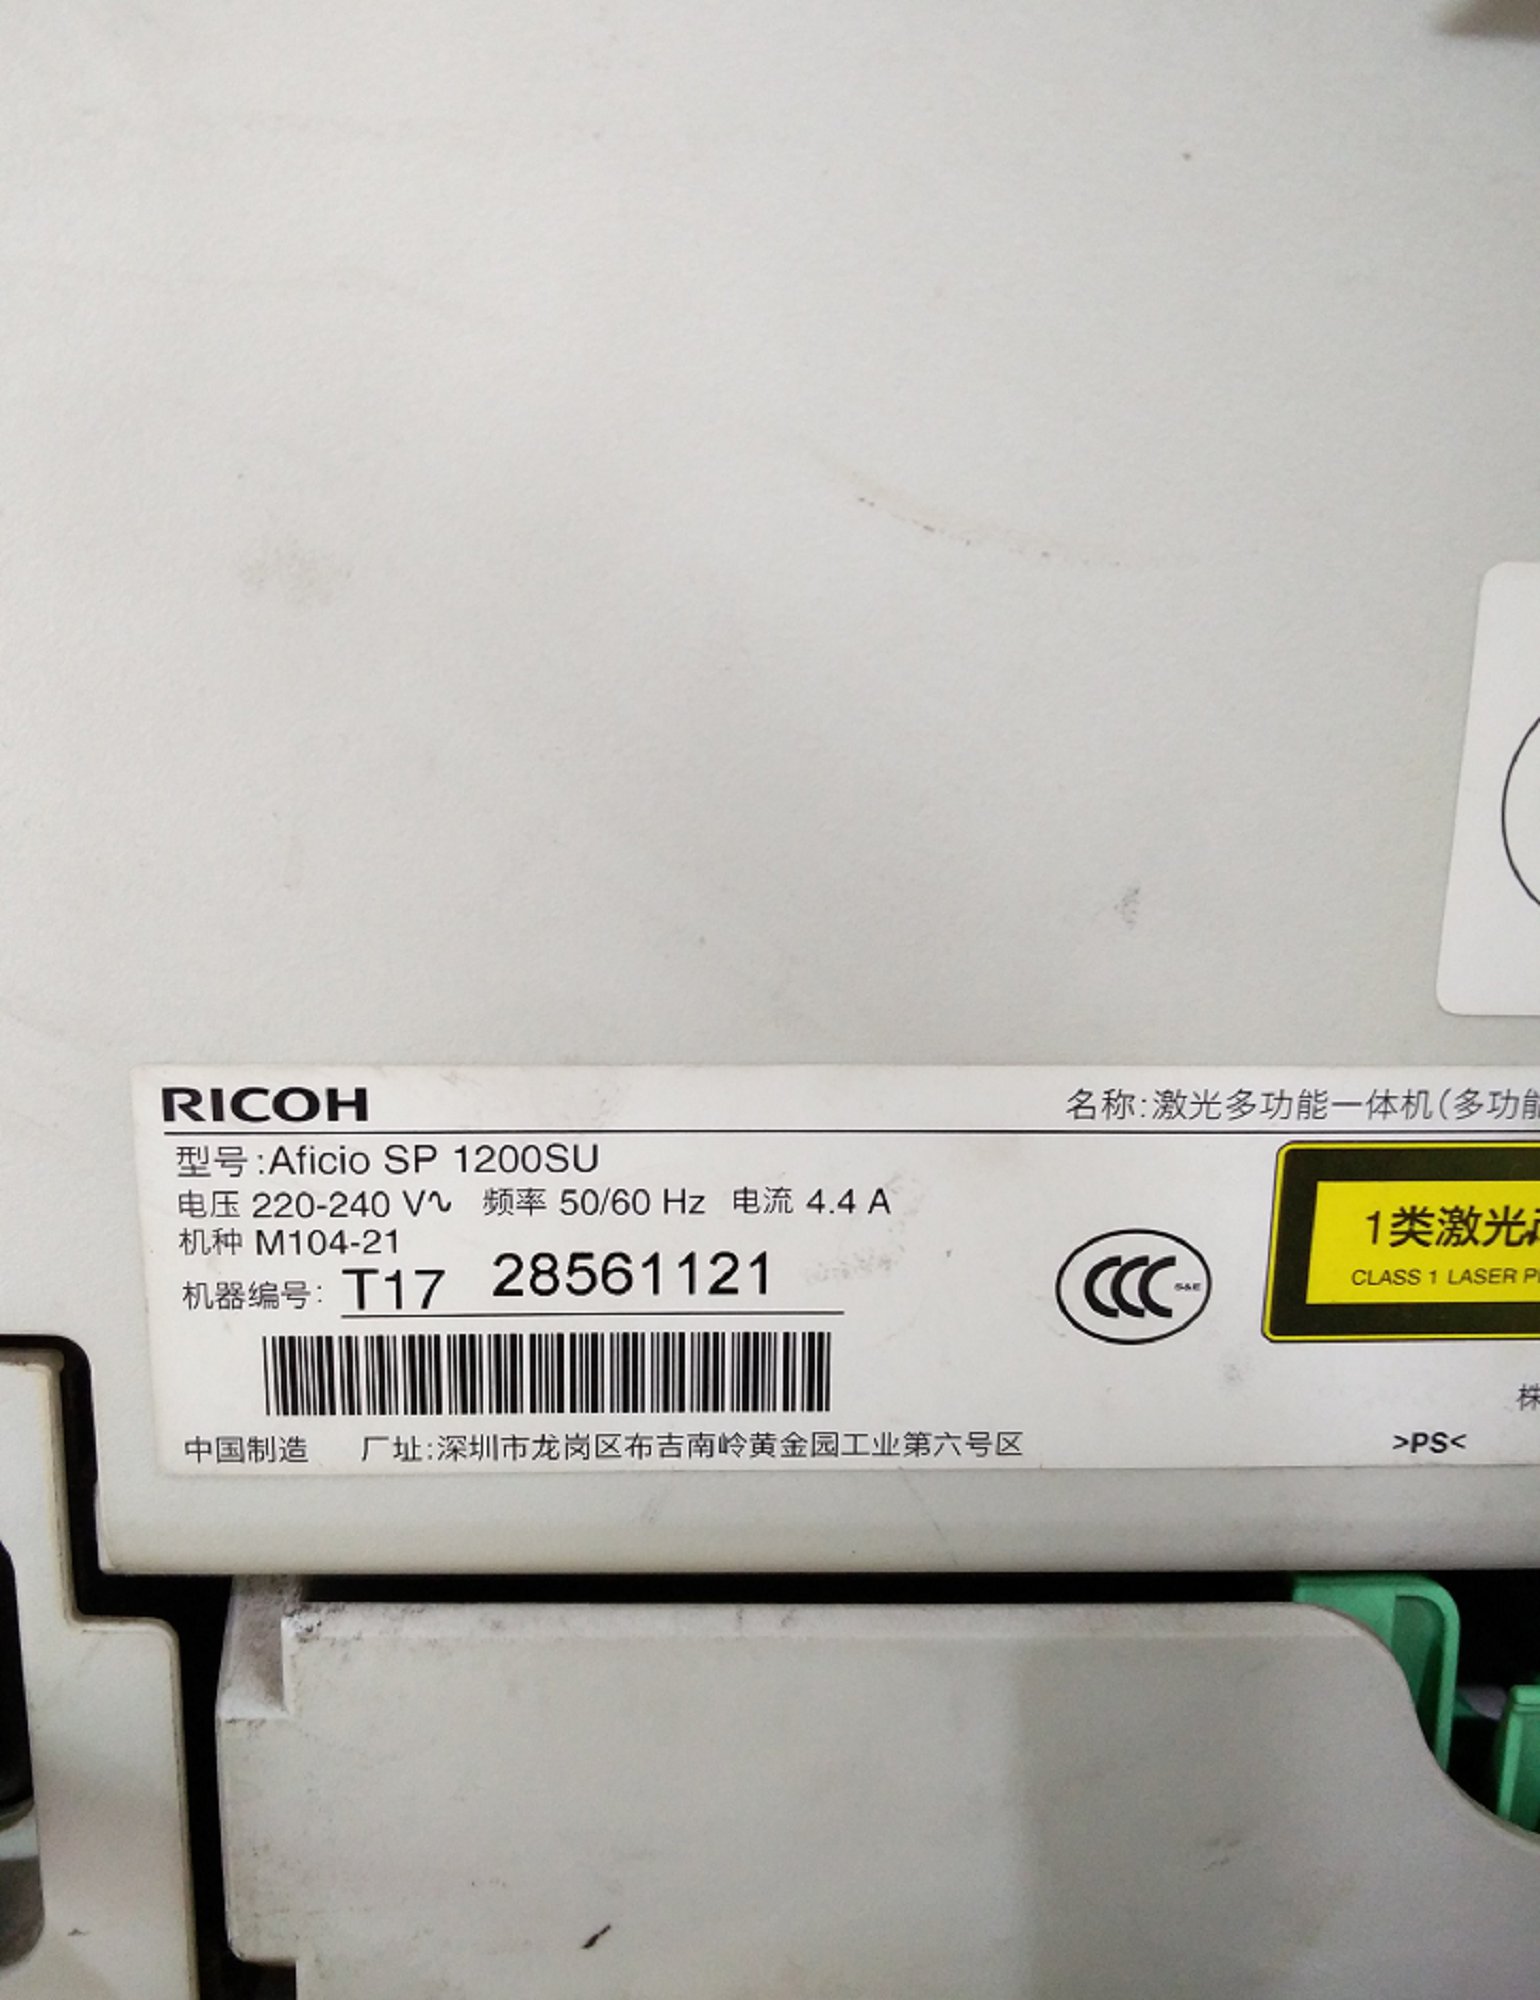 RICOH
名称:激光多功能一体机(多功能
型号:Aficio SP 1200SU
电压 220-240 V∿ 频率 50/60 Hz 电流 4.4 A
机种 M104-21
机器编号: T17 28561121
CCC S&E
1类激光
CLASS 1 LASER
中国制造 厂址:深圳市龙岗区布吉南岭黄金园工业第六号区
株
>PS<